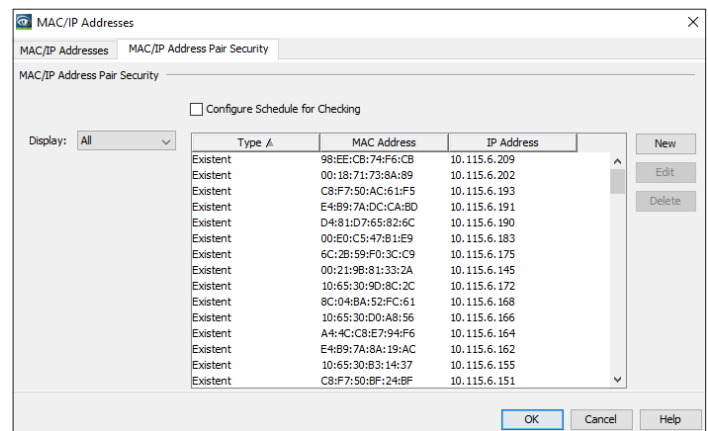 MAC/IP Addresses
MAC/IP Addresses MAC/IP Address Pair Security
MAC/IP Address Pair Security
Configure Schedule for Checking
Display: All
Type MAC Address IP Address
New
Edit
Delete
Existent 98:EE:CB:74:F6:CB 10.115.6.209
Existent 00:18:71:73:8A:89 10.115.6.202
Existent C8:F7:50:AC:61:F5 10.115.6.193
Existent E4:B9:7A:DC:CA:BD 10.115.6.191
Existent D4:81:D7:65:82:6C 10.115.6.190
Existent 00:E0:C5:47:B1:E9 10.115.6.183
Existent 6C:2B:59:F0:3C:C9 10.115.6.175
Existent 00:21:9B:81:33:2A 10.115.6.145
Existent 10:65:30:9D:8C:2C 10.115.6.172
Existent 8C:04:BA:52:FC:61 10.115.6.168
Existent 10:65:30:D0:A8:56 10.115.6.166
Existent A4:4C:C8:E7:94:F6 10.115.6.164
Existent E4:B9:7A:8A:19:AC 10.115.6.162
Existent 10:65:30:B3:14:37 10.115.6.155
Existent C8:F7:50:BF:24:BF 10.115.6.151
OK Cancel Help